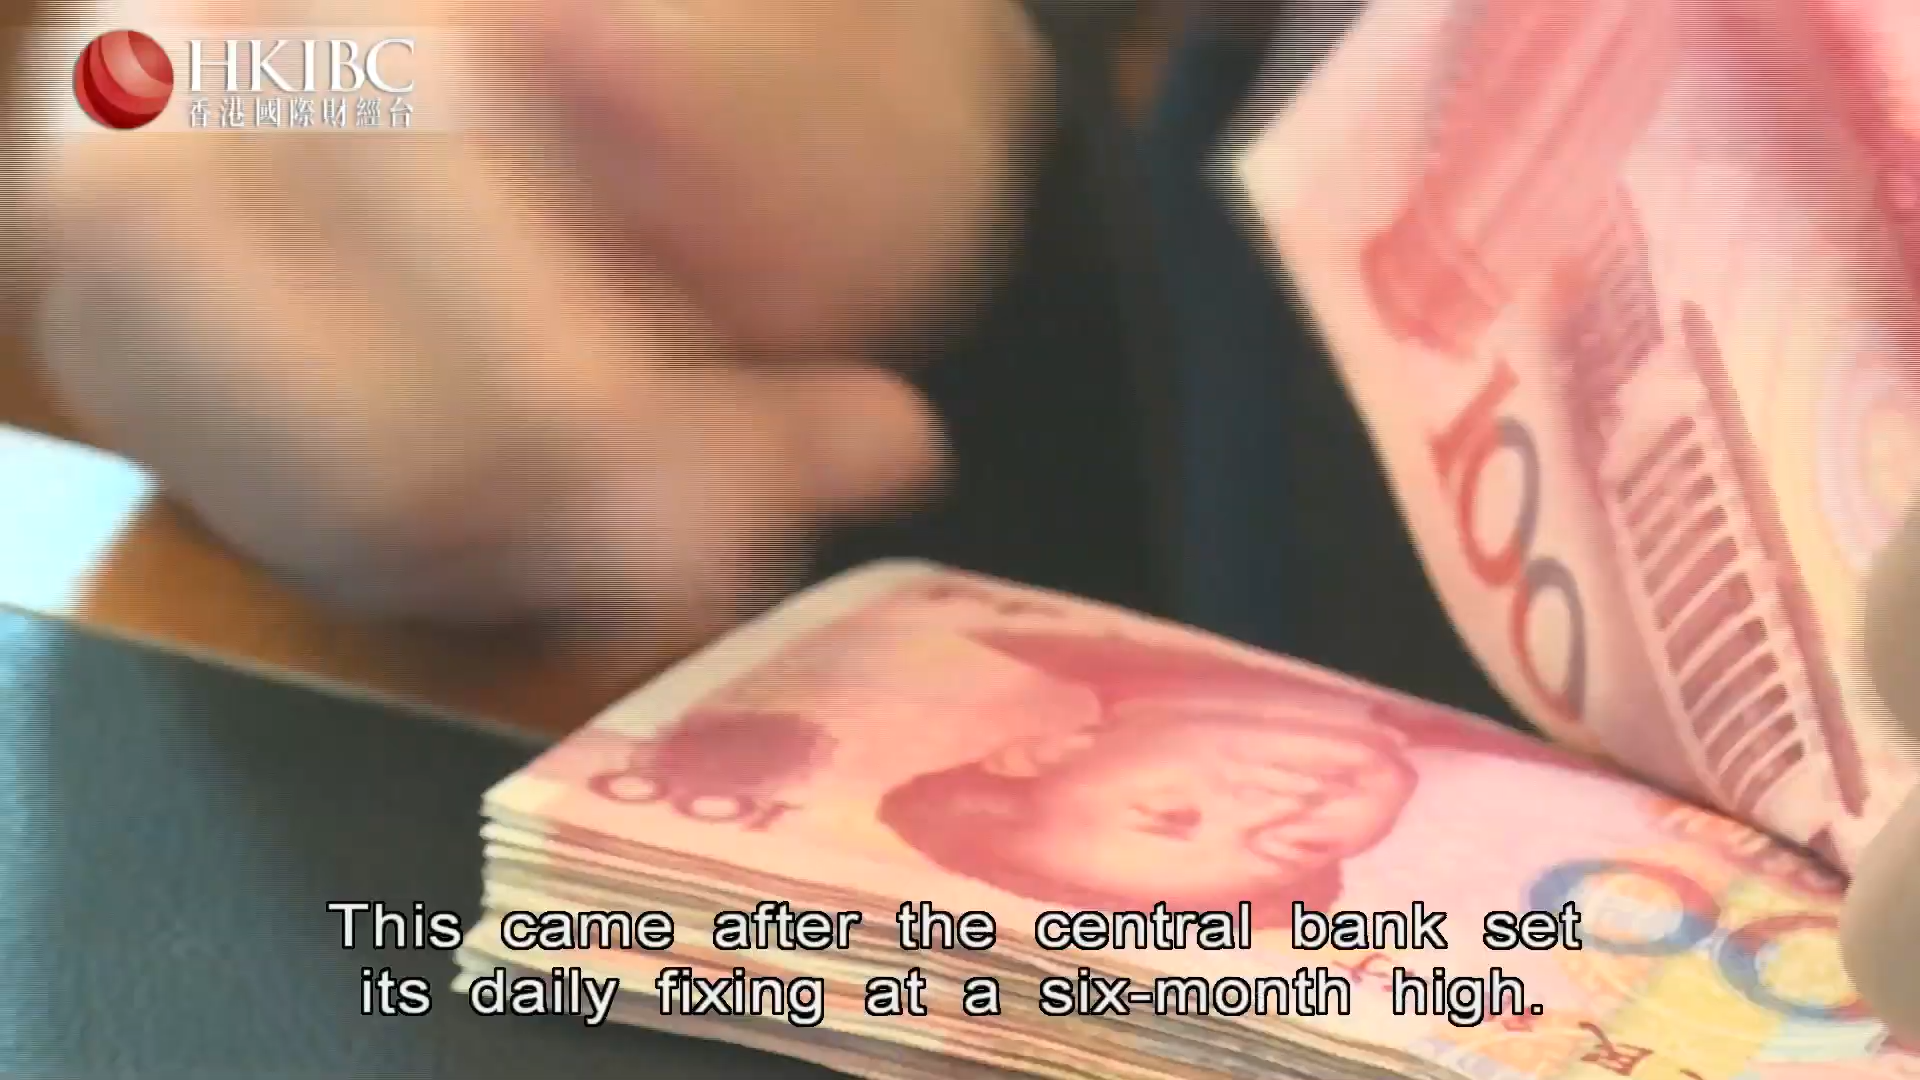 HKIBC
香港國際財經台
100
100
This came after the central bank set
its daily fixing at a six-month high.